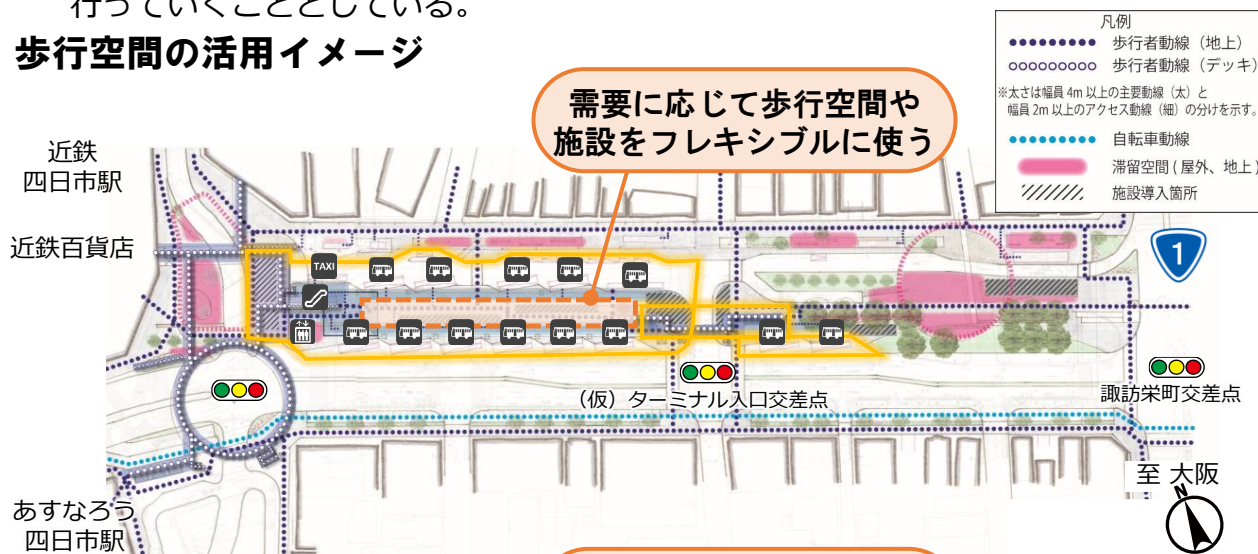 行っていくこととしている。
歩行空間の活用イメージ
凡例
歩行者動線（地上）
歩行者動線（デッキ）
※太さは幅員 4m 以上の主要動線（太）と
幅員 2m 以上のアクセス動線（細）の分けを示す。
自転車動線
滞留空間 ( 屋外、地上 )
施設導入箇所
需要に応じて歩行空間や
施設をフレキシブルに使う
近鉄
四日市駅
近鉄百貨店
TAXI
1
（仮）ターミナル入口交差点
諏訪栄町交差点
至 大阪
N
あすなろう
四日市駅